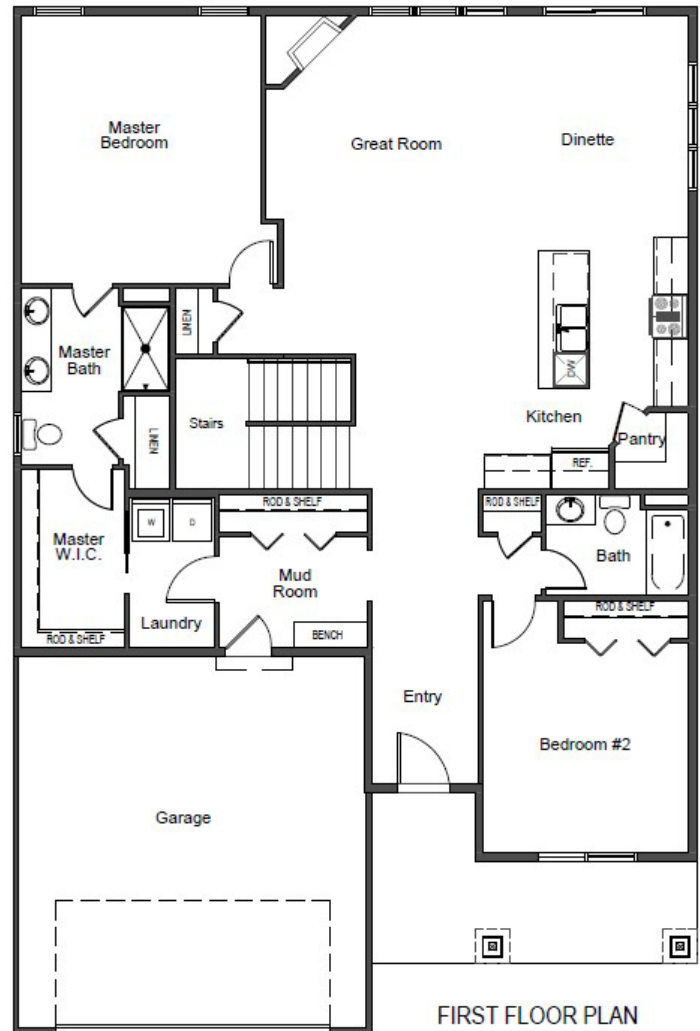 Master
Bedroom
Great Room
Dinette
LINEN
Master
Bath
DW
Stairs
Kitchen
Pantry
LINEN
REF.
ROD & SHELF
ROD & SHELF
W
D
Master
W.I.C.
Bath
Mud
Room
ROD & SHELF
Laundry
BENCH
ROD & SHELF
Entry
Bedroom #2
Garage
FIRST FLOOR PLAN